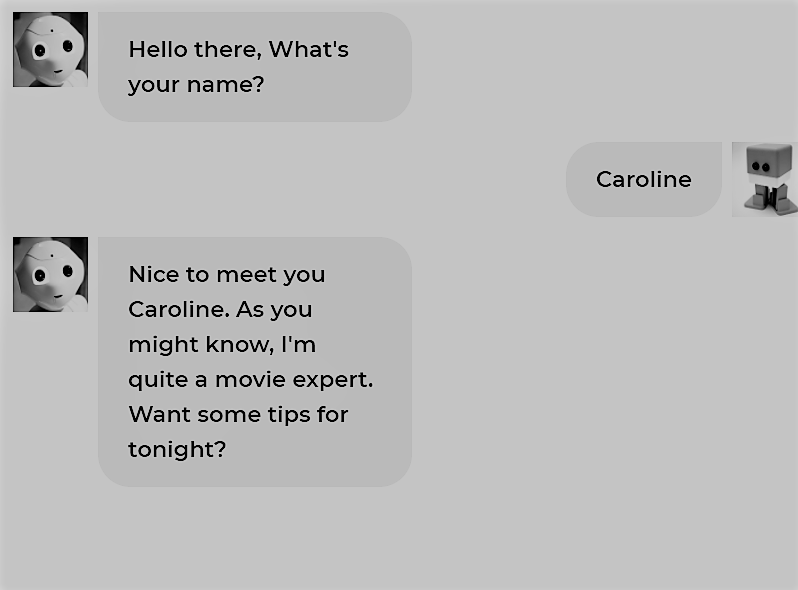 Hello there, What's
your name?
Caroline
Nice to meet you
Caroline. As you
might know, I'm
quite a movie expert.
Want some tips for
tonight?